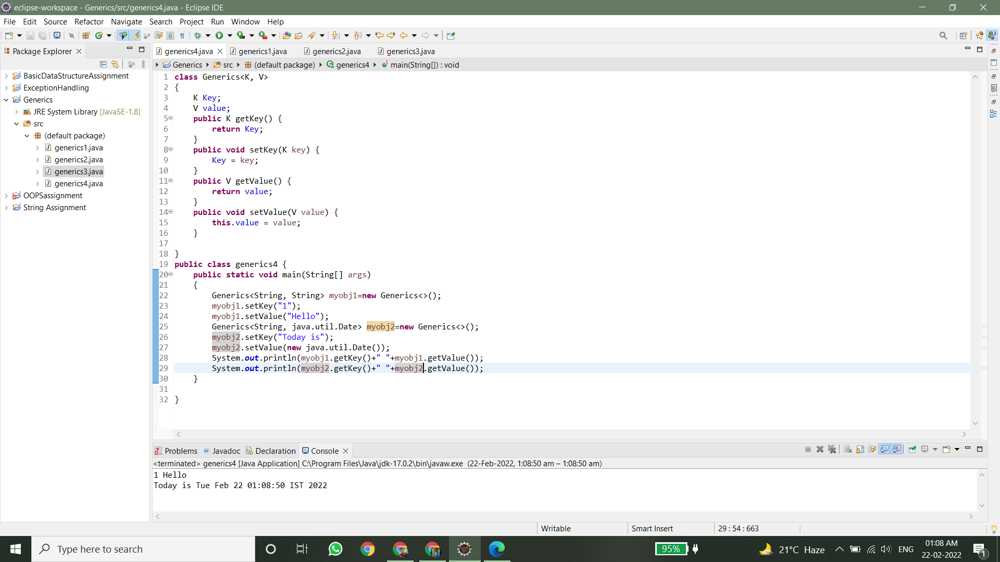 eclipse-workspace - Generics/src/generics4.java - Eclipse IDE
File Edit Source Refactor Navigate Search Project Run Window Help
Package Explorer
BasicDataStructureAssignment
ExceptionHandling
Generics
JRE System Library [JavaSE-1.8]
src
(default package)
generics1.java
generics2.java
generics3.java
generics4.java
OOPSassignment
String Assignment
generics4.java generics1.java generics2.java generics3.java
Generics src (default package) generics4 main(String[]) : void
1 class Generics<K, V>
2 {
3 K Key;
4 V value;
5 public K getKey() {
6 return Key;
7 }
8 public void setKey(K key) {
9 Key = key;
10 }
11 public V getValue() {
12 return value;
13 }
14 public void setValue(V value) {
15 this.value = value;
16 }
17
18 }
19 public class generics4 {
20 public static void main(String[] args)
21 {
22 Generics<String, String> myobj1=new Generics<>();
23 myobj1.setKey("1");
24 myobj1.setValue("Hello");
25 Generics<String, java.util.Date> myobj2=new Generics<>();
26 myobj2.setKey("Today is");
27 myobj2.setValue(new java.util.Date());
28 System.out.println(myobj1.getKey()+" "+myobj1.getValue());
29 System.out.println(myobj2.getKey()+" "+myobj2.getValue());
30 }
31
32 }
Problems @ Javadoc Declaration Console
<terminated> generics4 [Java Application] C:\Program Files\Java\jdk-17.0.2\bin\javaw.exe (22-Feb-2022, 1:08:50 am – 1:08:50 am)
1 Hello
Today is Tue Feb 22 01:08:50 IST 2022
Writable Smart Insert 29 : 54 : 663
Type here to search
95%
21°C Haze
ENG
01:08 AM
22-02-2022
1